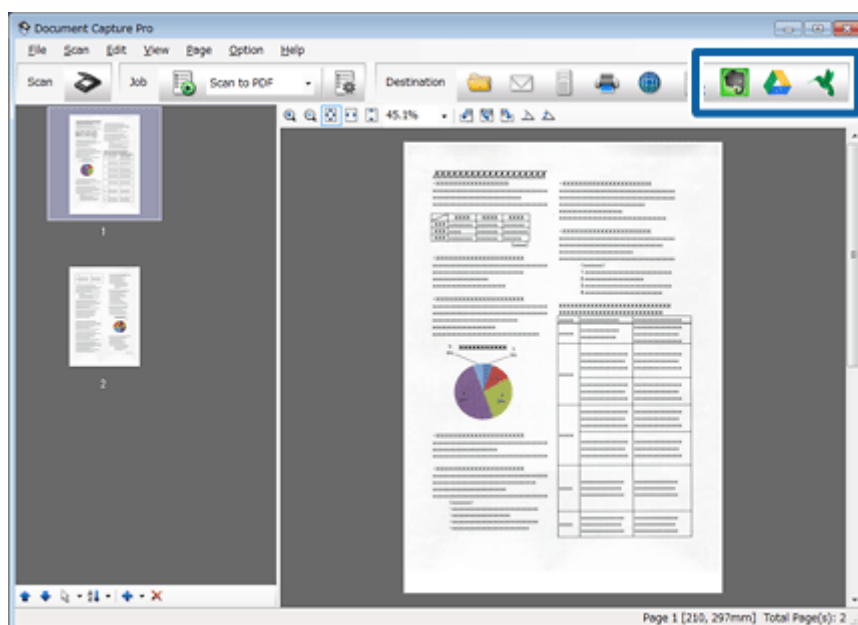 Document Capture Pro
File Scan Edit View Page Option Help
Scan Job Scan to PDF Destination
45.1%
1
2
Page 1 [210, 297mm] Total Page(s): 2